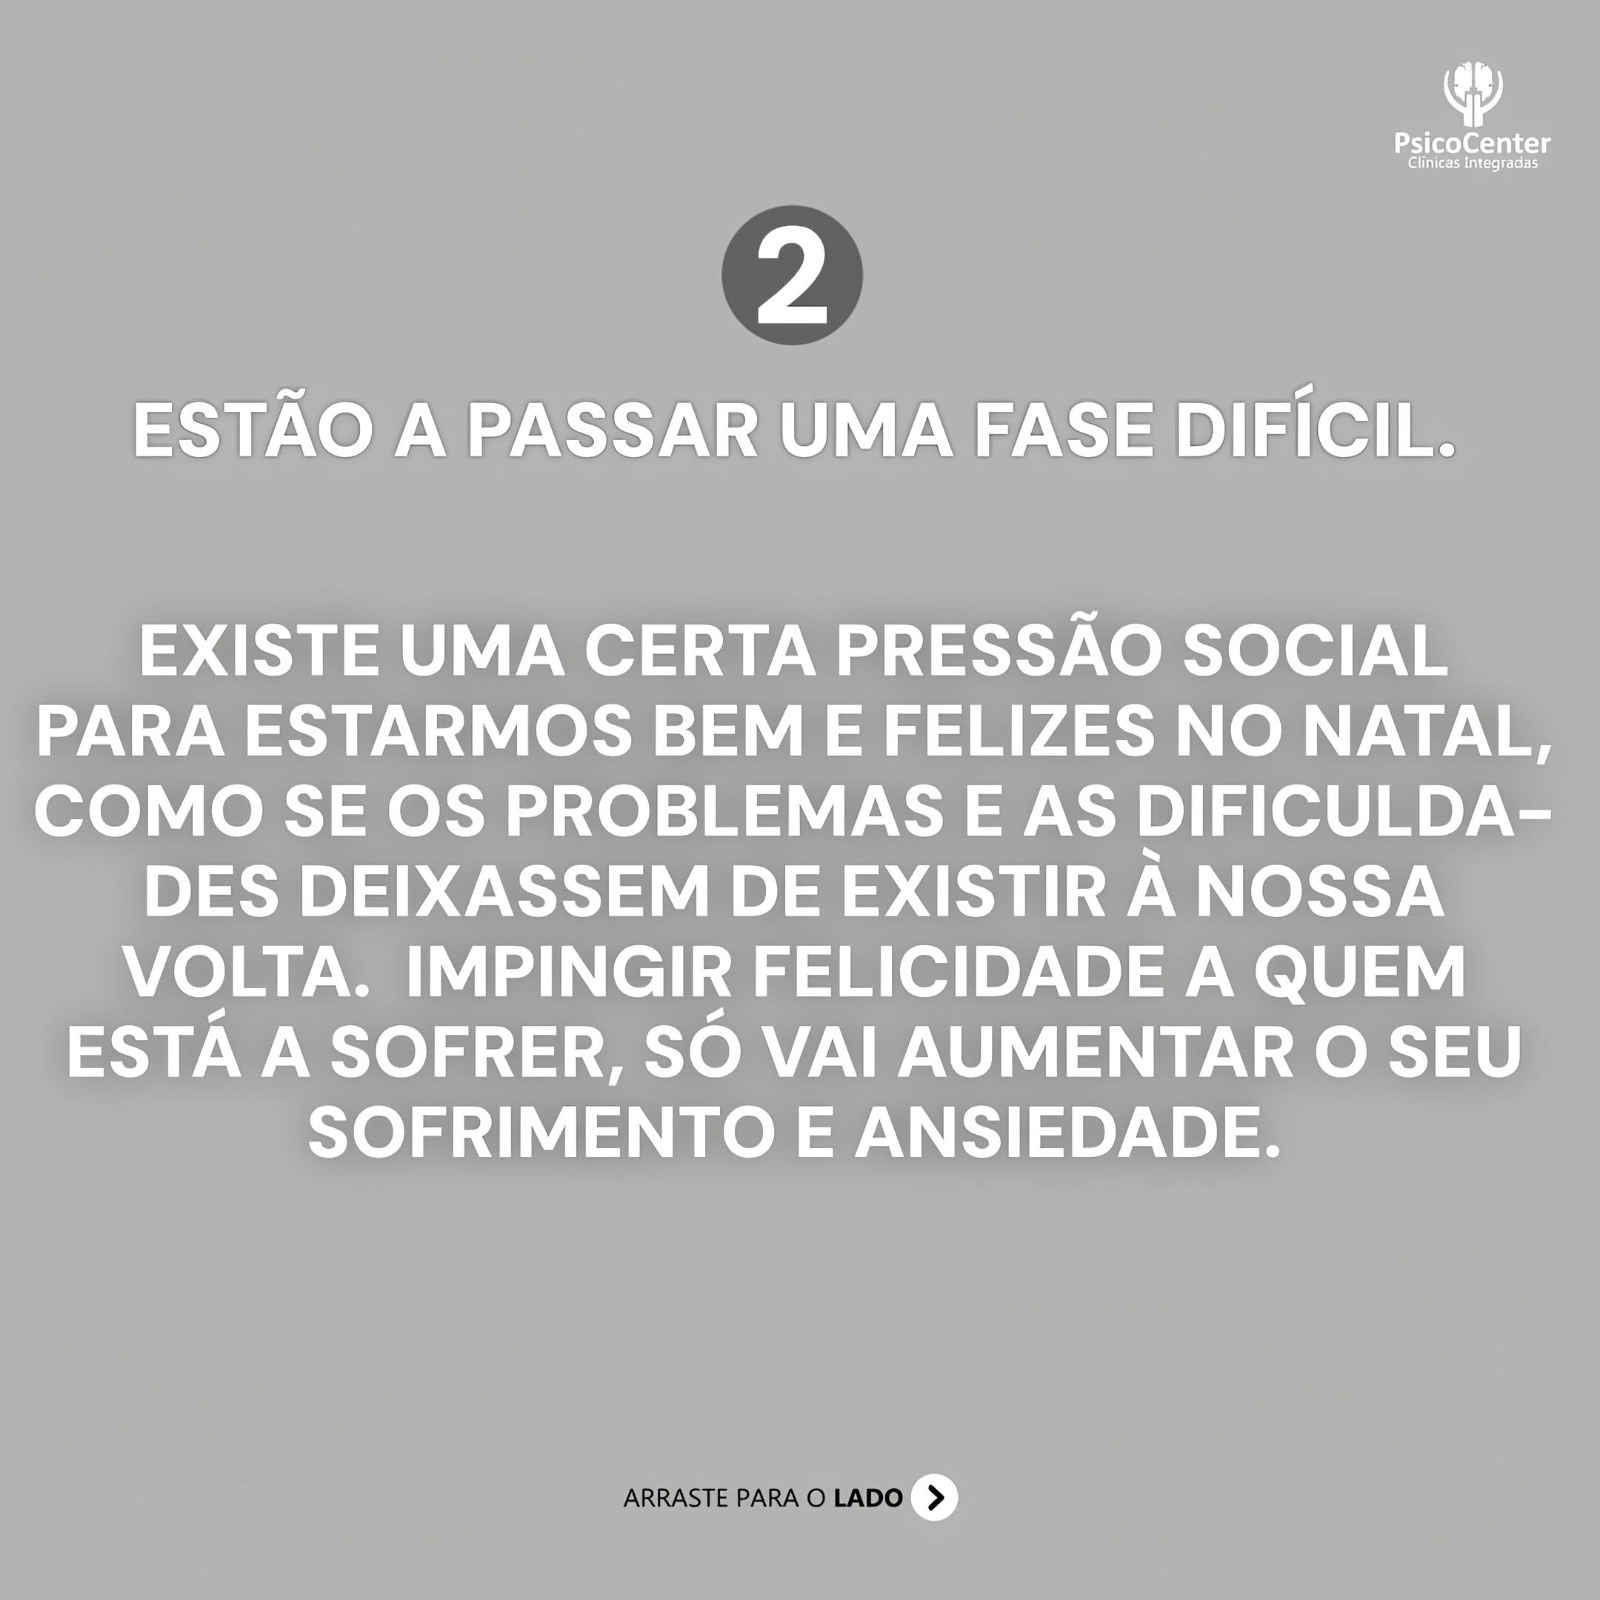 PsicoCenter
Clínicas Integradas
2
ESTÃO A PASSAR UMA FASE DIFÍCIL.
EXISTE UMA CERTA PRESSÃO SOCIAL
PARA ESTARMOS BEM E FELIZES NO NATAL,
COMO SE OS PROBLEMAS E AS DIFICULDA-
DES DEIXASSEM DE EXISTIR À NOSSA
VOLTA.  IMPINGIR FELICIDADE A QUEM
ESTÁ A SOFRER, SÓ VAI AUMENTAR O SEU
SOFRIMENTO E ANSIEDADE.
ARRASTE PARA O LADO